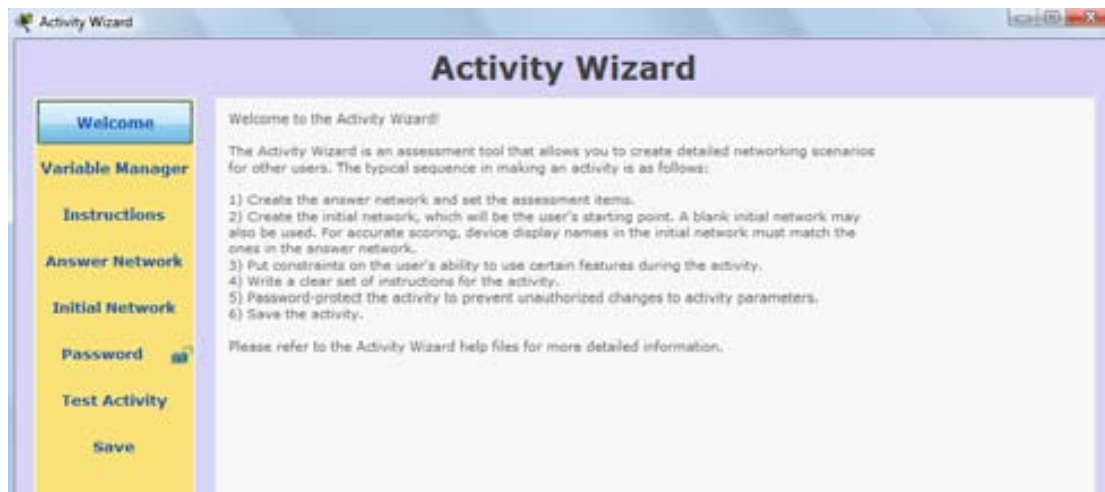 Activity Wizard
Activity Wizard
Welcome
Variable Manager
Instructions
Answer Network
Initial Network
Password
Test Activity
Save
Welcome to the Activity Wizard!
The Activity Wizard is an assessment tool that allows you to create detailed networking scenarios
for other users. The typical sequence in making an activity is as follows:
1) Create the answer network and set the assessment items.
2) Create the initial network, which will be the user's starting point. A blank initial network may
also be used. For accurate scoring, device display names in the initial network must match the
ones in the answer network.
3) Put constraints on the user's ability to use certain features during the activity.
4) Write a clear set of instructions for the activity.
5) Password-protect the activity to prevent unauthorized changes to activity parameters.
6) Save the activity.
Please refer to the Activity Wizard help files for more detailed information.